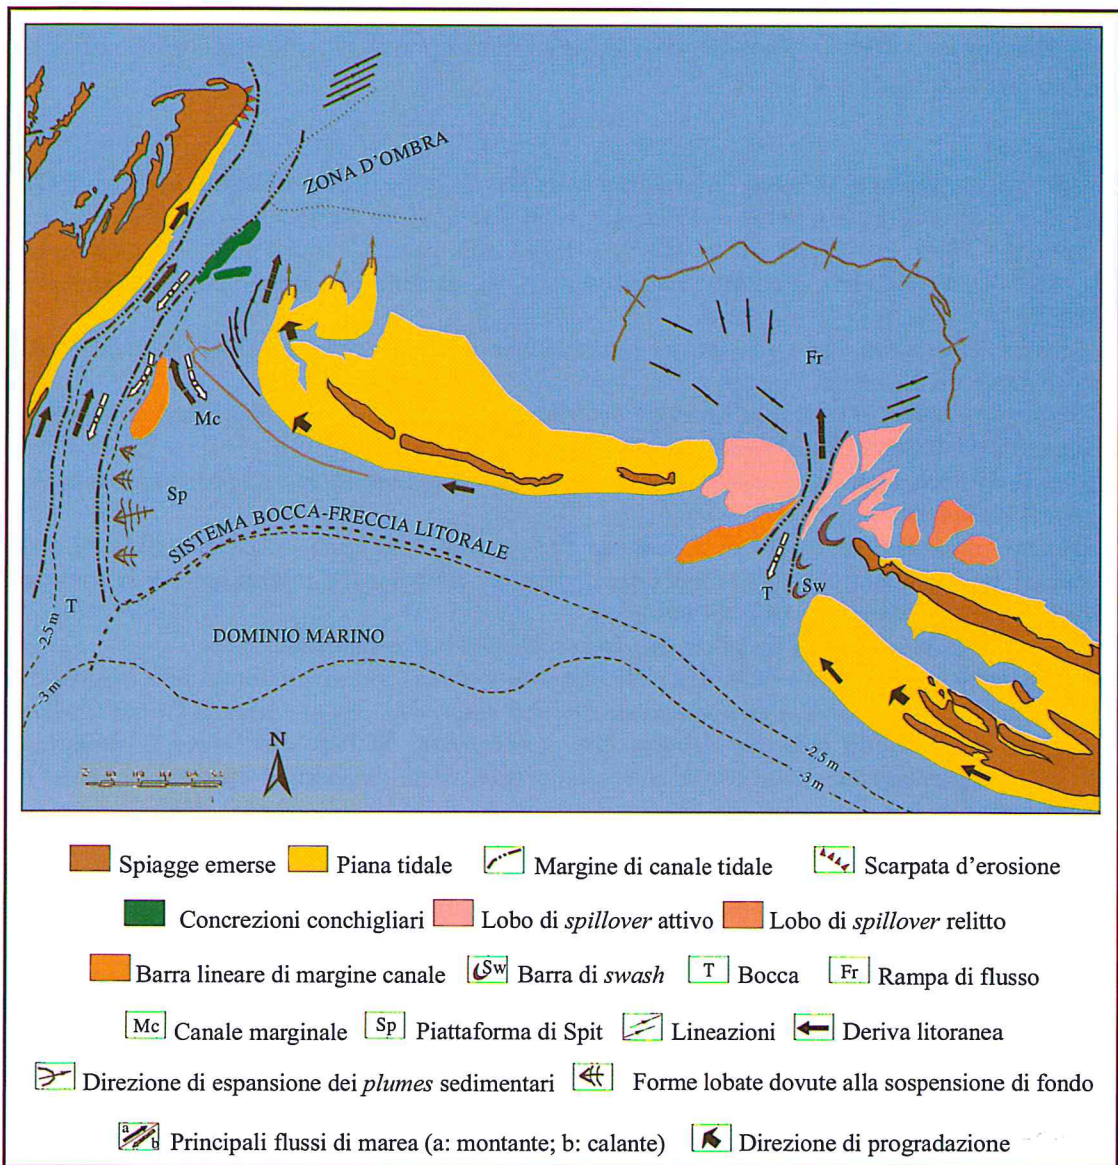 ZONA D'OMBRA
Fr
Mc
Sp
SISTEMA BOCCA-FRECCIA LITORALE
T
Sw
T
-2.5 m
DOMINIO MARINO
-3 m
-2.5 m
-3 m
N
Spiagge emerse Piana tidale Margine di canale tidale Scarpata d'erosione
Concrezioni conchigliari Lobo di spillover attivo Lobo di spillover relitto
Barra lineare di margine canale Sw Barra di swash T Bocca Fr Rampa di flusso
Mc Canale marginale Sp Piattaforma di Spit Lineazioni Deriva litoranea
Direzione di espansione dei plumes sedimentari Forme lobate dovute alla sospensione di fondo
a b Principali flussi di marea (a: montante; b: calante) Direzione di progradazione